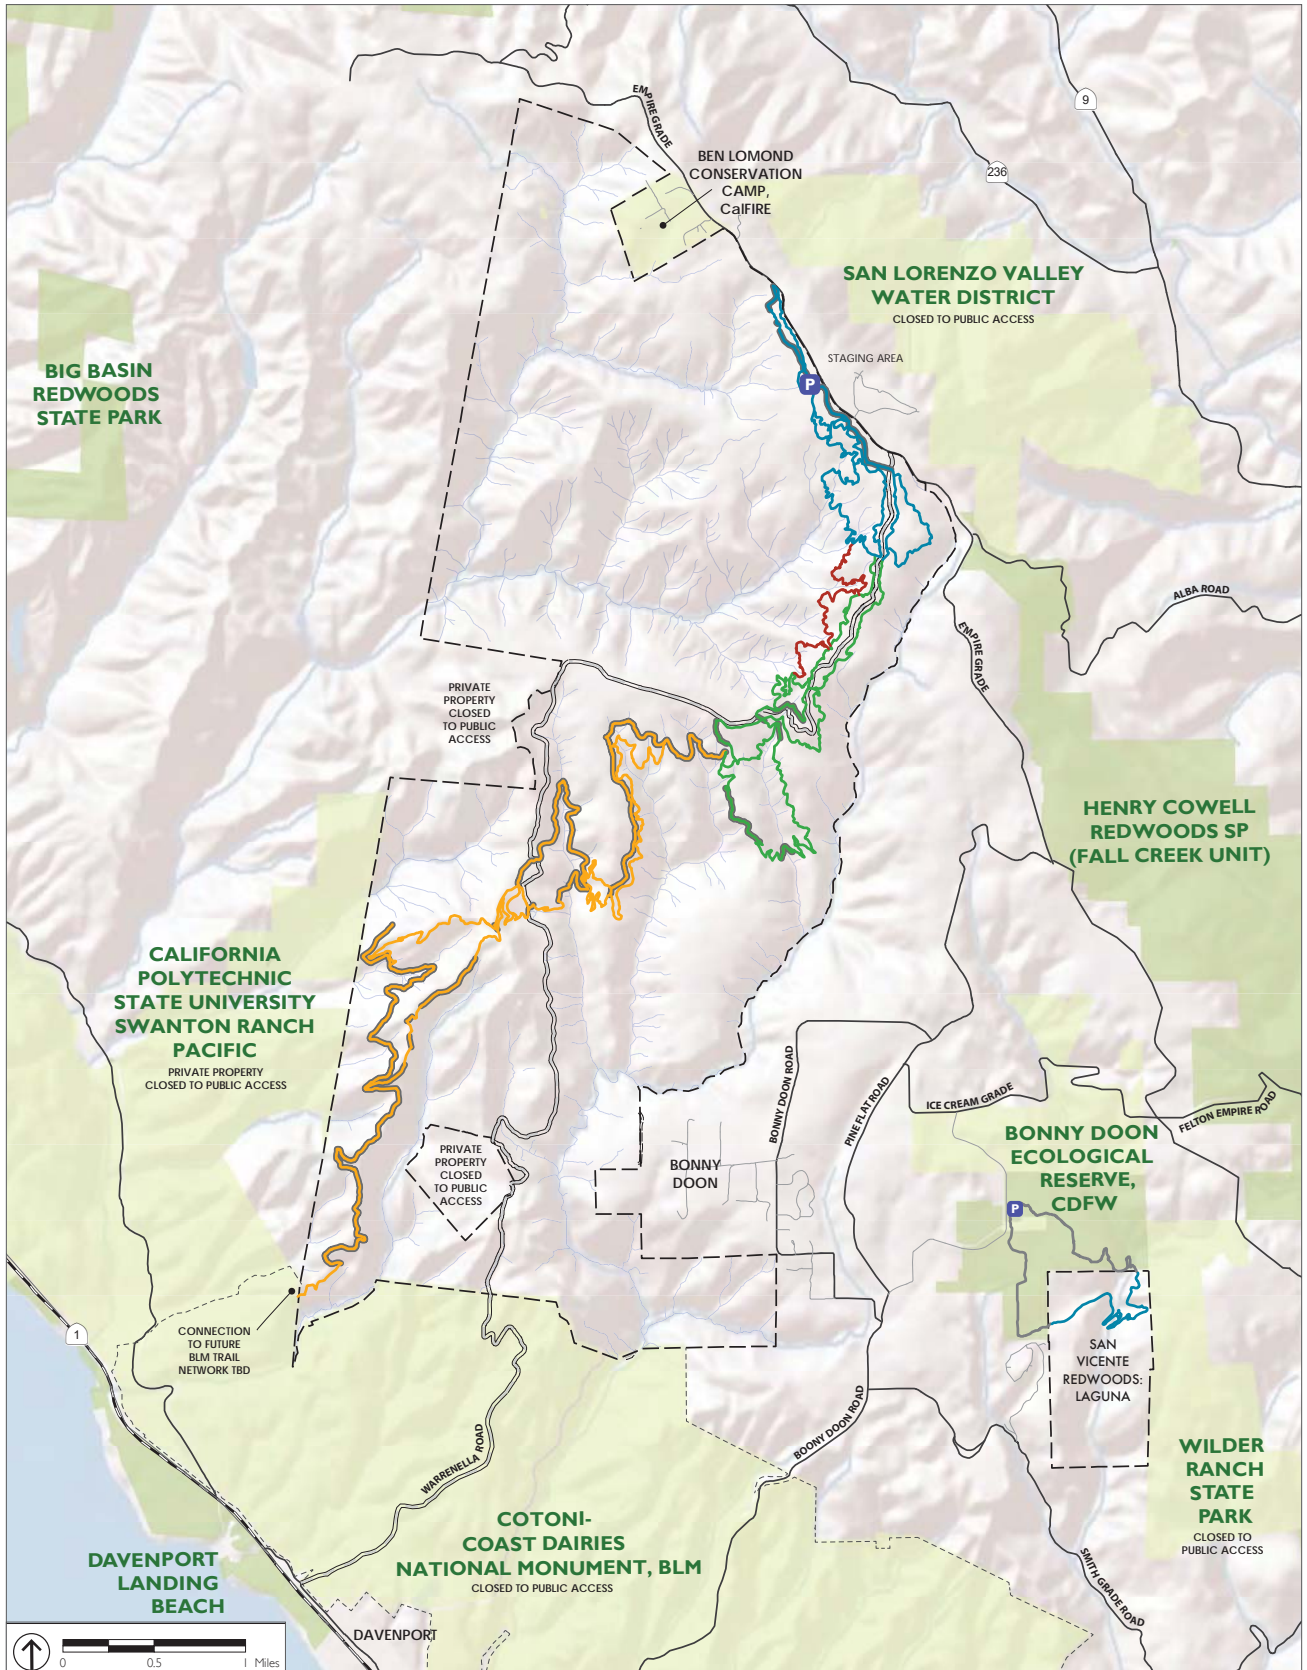 EMPIRE GRADE
9
BEN LOMOND
CONSERVATION
CAMP,
CalFIRE
236
SAN LORENZO VALLEY
WATER DISTRICT
CLOSED TO PUBLIC ACCESS
STAGING AREA
P
BIG BASIN
REDWOODS
STATE PARK
ALBA ROAD
EMPIRE GRADE
PRIVATE
PROPERTY
CLOSED
TO PUBLIC
ACCESS
HENRY COWELL
REDWOODS SP
(FALL CREEK UNIT)
CALIFORNIA
POLYTECHNIC
STATE UNIVERSITY
SWANTON RANCH
PACIFIC
PRIVATE PROPERTY
CLOSED TO PUBLIC ACCESS
BONNY DOON ROAD
PINE FLAT ROAD
ICE CREAM GRADE
FELTON EMPIRE ROAD
BONNY DOON
ECOLOGICAL
RESERVE,
CDFW
PRIVATE
PROPERTY
CLOSED
TO PUBLIC
ACCESS
BONNY
DOON
P
CONNECTION
TO FUTURE
BLM TRAIL
NETWORK TBD
1
SAN
VICENTE
REDWOODS:
LAGUNA
BOONY DOON ROAD
WARRENELLA ROAD
WILDER
RANCH
STATE
PARK
CLOSED TO
PUBLIC ACCESS
COTONI-
COAST DAIRIES
NATIONAL MONUMENT, BLM
CLOSED TO PUBLIC ACCESS
DAVENPORT
LANDING
BEACH
SMITH GRADE ROAD
DAVENPORT
0 0.5 1 Miles